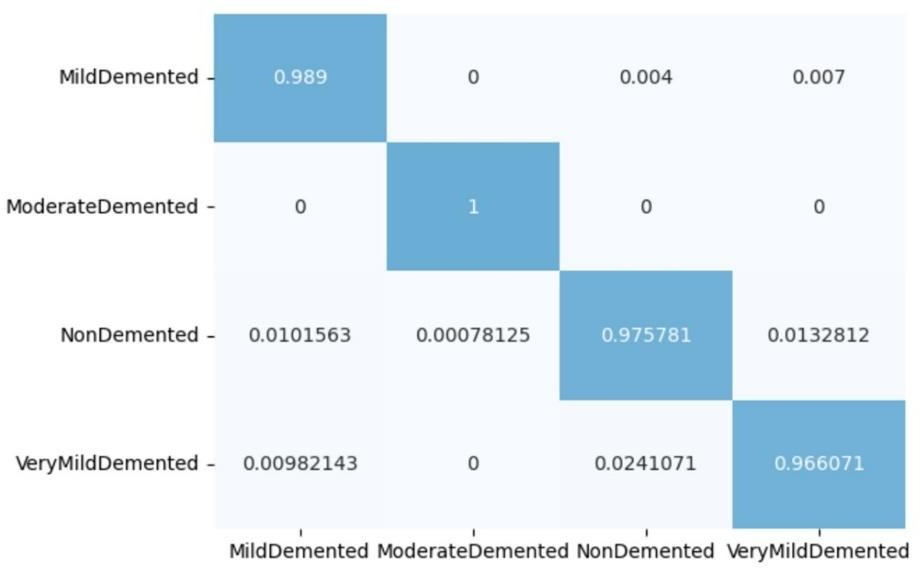 MildDemented 0.989 0 0.004 0.007
ModerateDemented 0 1 0 0
NonDemented 0.0101563 0.00078125 0.975781 0.0132812
VeryMildDemented 0.00982143 0 0.0241071 0.966071
MildDemented ModerateDemented NonDemented VeryMildDemented